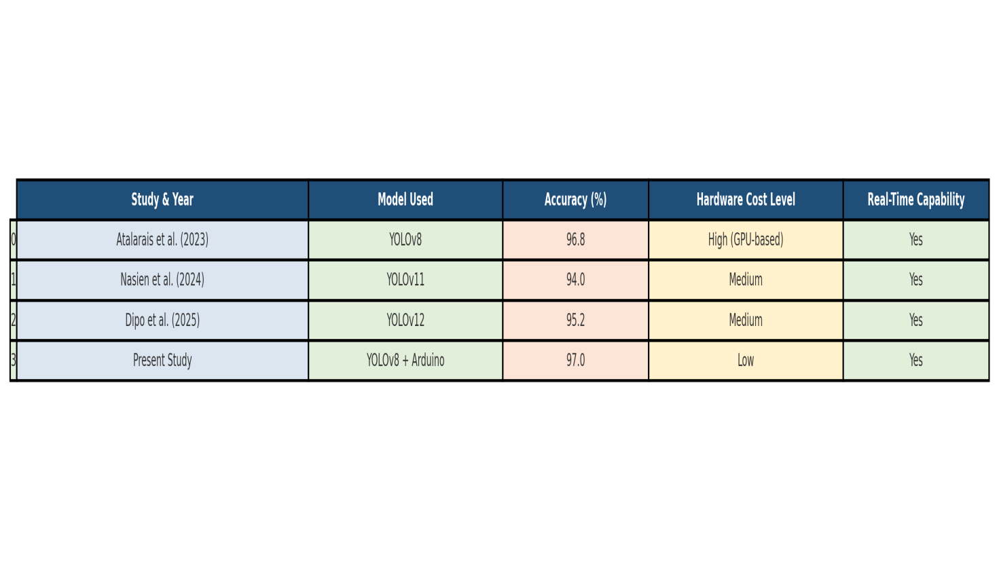 Study & Year Model Used Accuracy (%) Hardware Cost Level Real-Time Capability
0 Atalarais et al. (2023) YOLOv8 96.8 High (GPU-based) Yes
1 Nasien et al. (2024) YOLOv11 94.0 Medium Yes
2 Dipo et al. (2025) YOLOv12 95.2 Medium Yes
3 Present Study YOLOv8 + Arduino 97.0 Low Yes